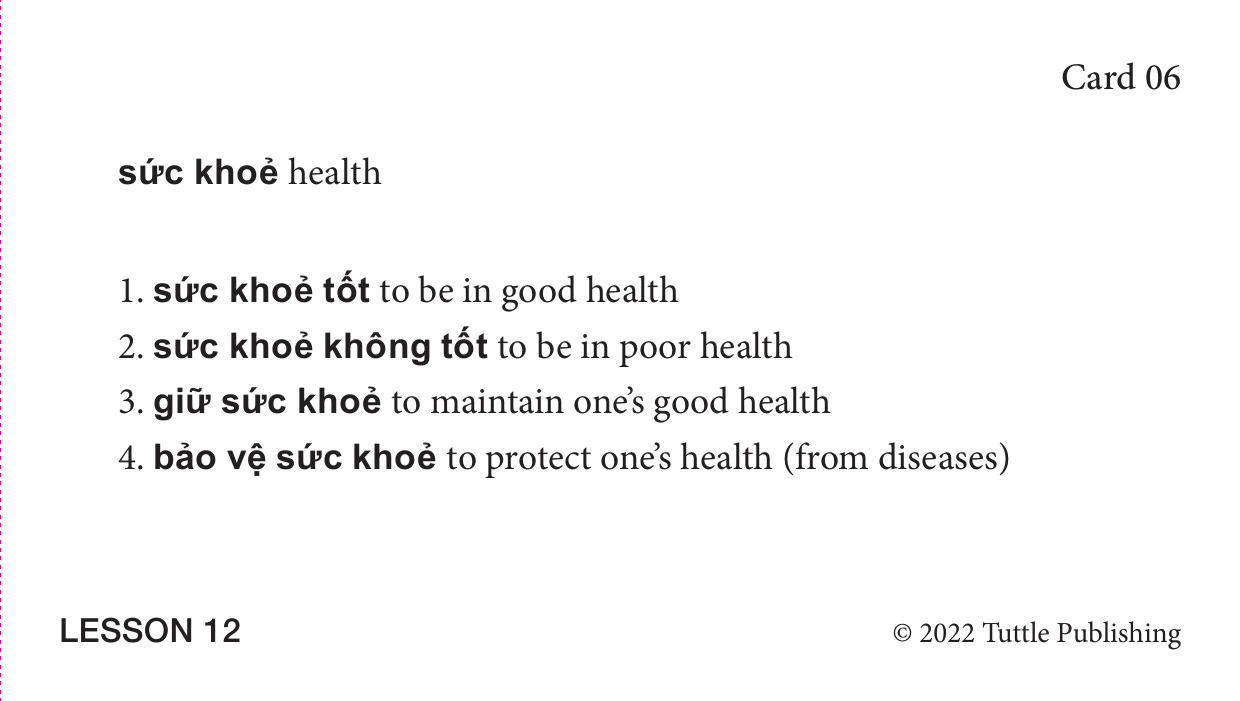 Card 06
sức khoẻ health
1. sức khoẻ tốt to be in good health
2. sức khoẻ không tốt to be in poor health
3. giữ sức khoẻ to maintain one’s good health
4. bảo vệ sức khoẻ to protect one’s health (from diseases)
LESSON 12
© 2022 Tuttle Publishing